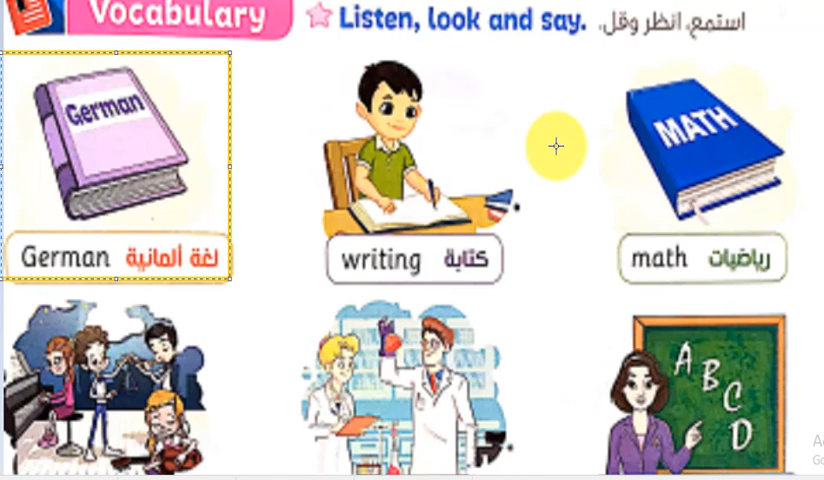 Vocabulary
Listen, look and say. استمع، انظر وقل.
German
MATH
German لغة ألمانية
writing كتابة
math رياضيات
A
B
C
D